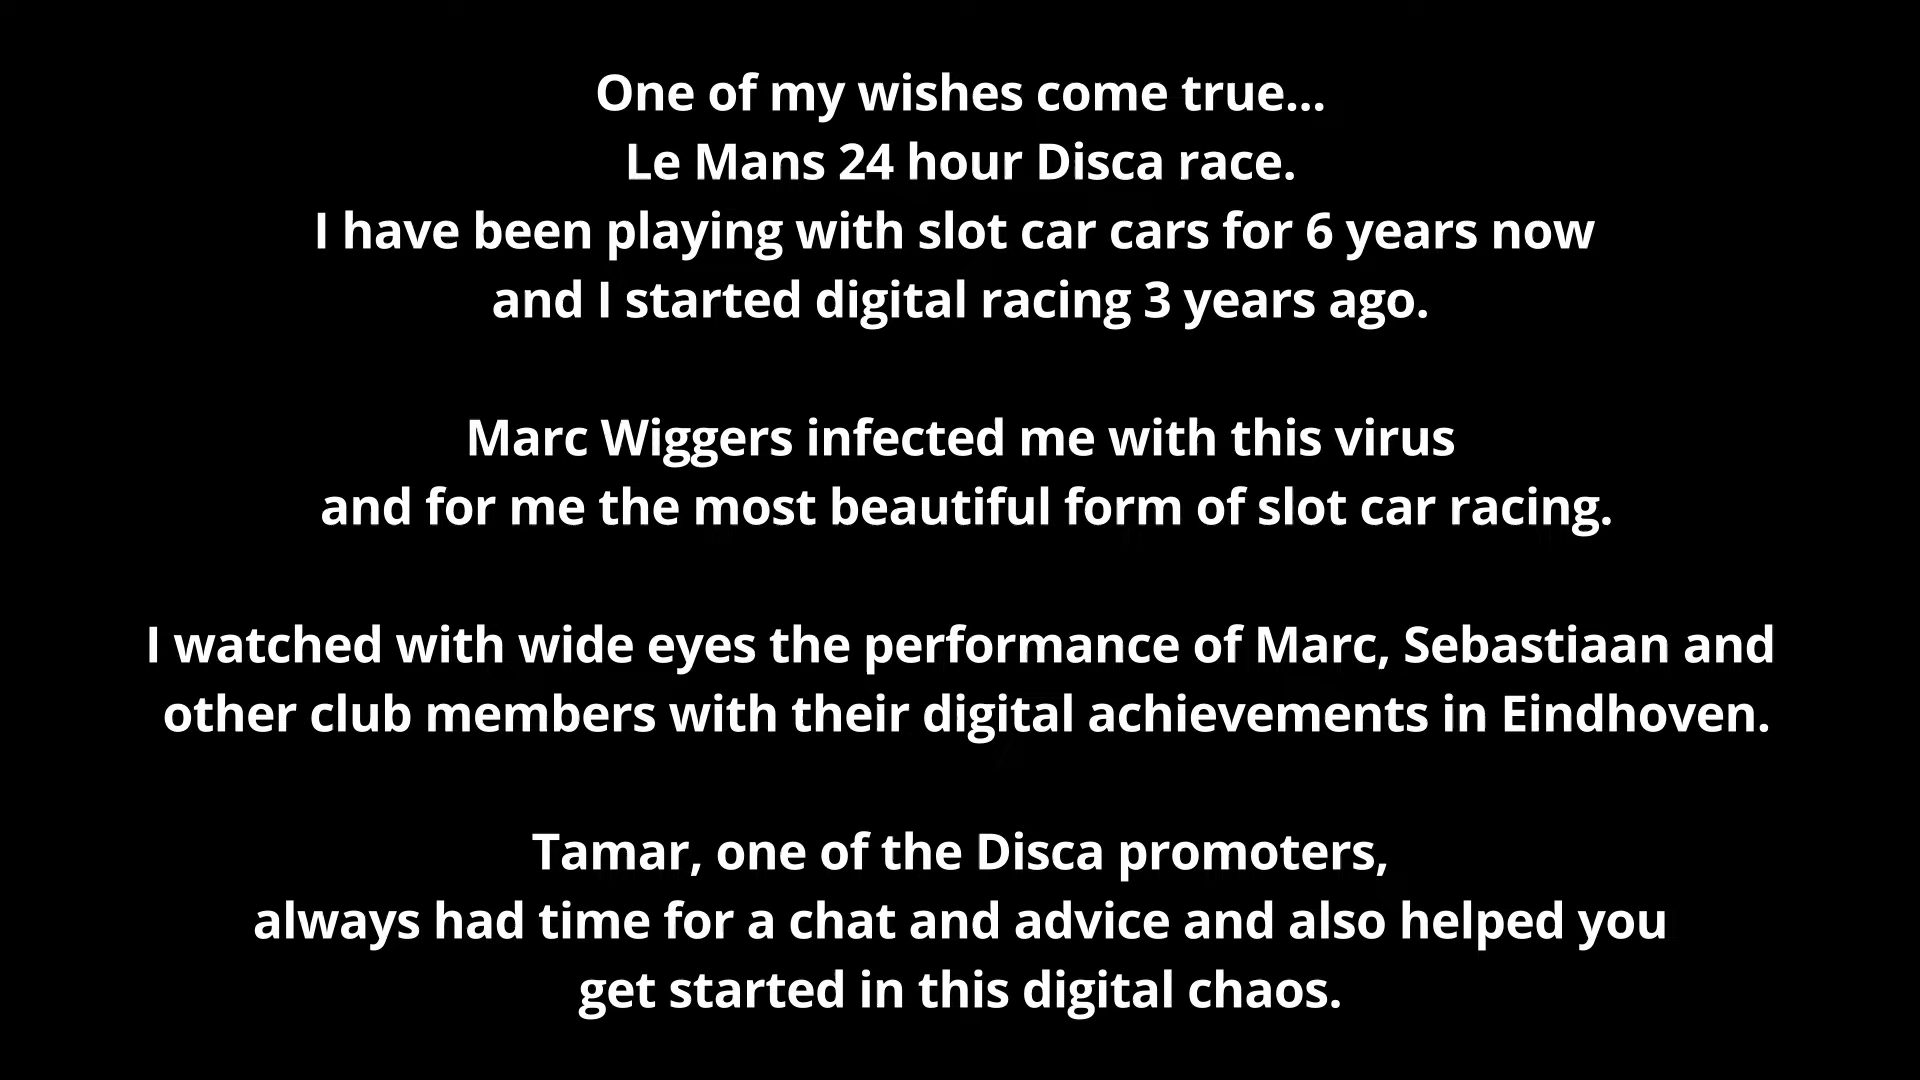 One of my wishes come true...
Le Mans 24 hour Disca race.
I have been playing with slot car cars for 6 years now
and I started digital racing 3 years ago.
Marc Wiggers infected me with this virus
and for me the most beautiful form of slot car racing.
I watched with wide eyes the performance of Marc, Sebastiaan and
other club members with their digital achievements in Eindhoven.
Tamar, one of the Disca promoters,
always had time for a chat and advice and also helped you
get started in this digital chaos.